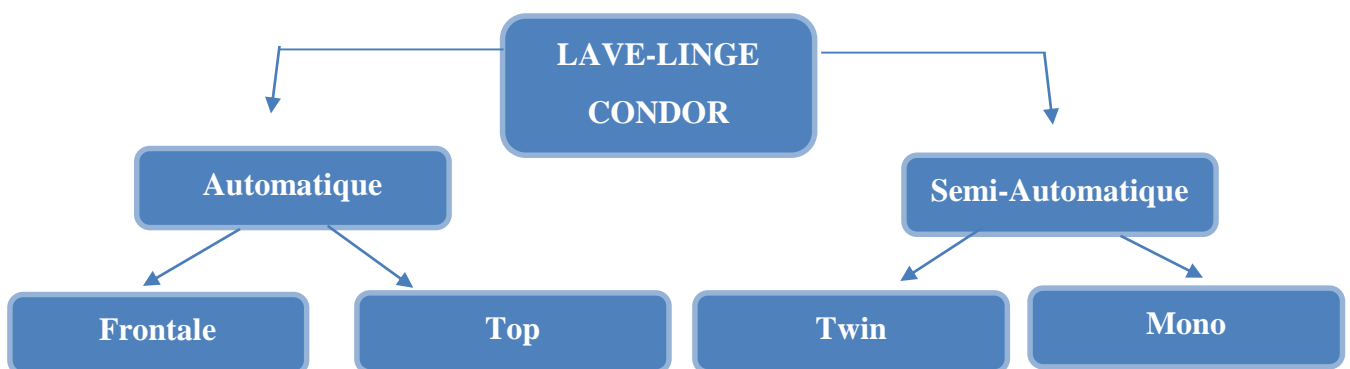 LAVE-LINGE
CONDOR
Automatique
Semi-Automatique
Frontale
Top
Twin
Mono